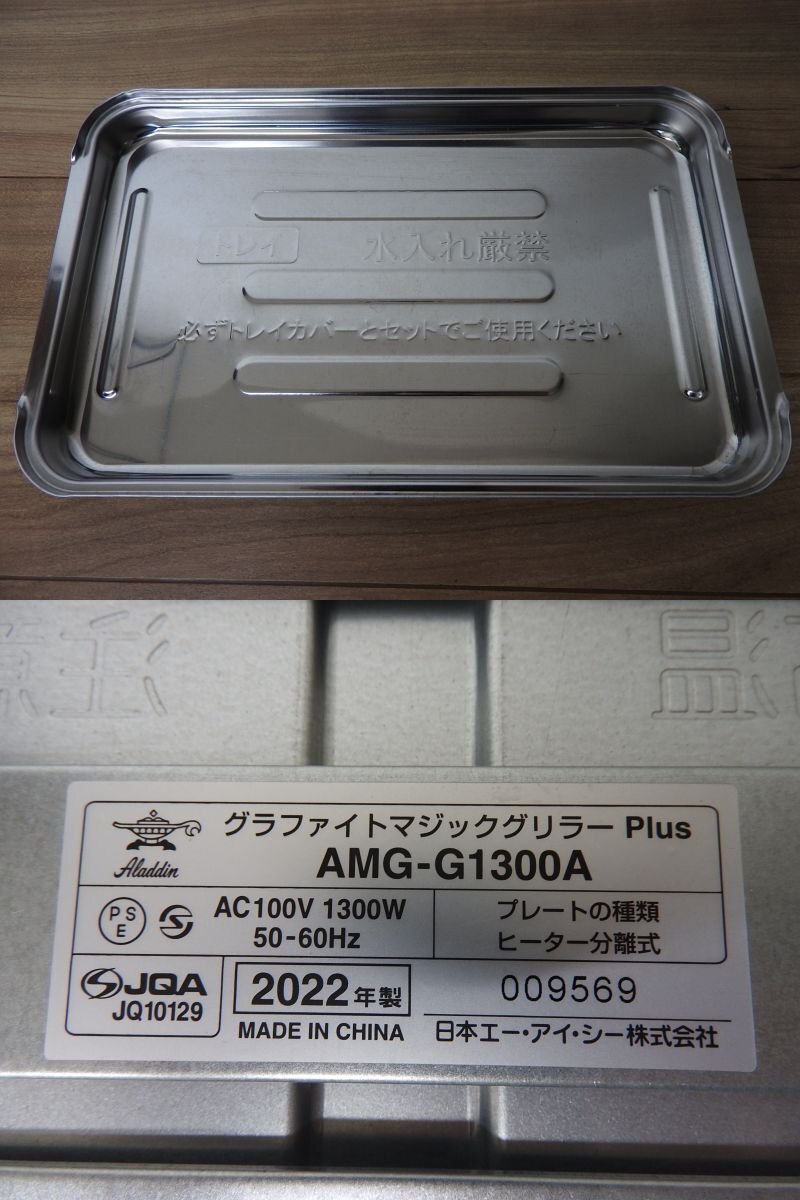 トレイ 水入れ厳禁
必ずトレイカバーとセットでご使用ください
注意
温
Aladdin グラファイトマジックグリラー Plus
AMG-G1300A
PSE S AC100V 1300W
50-60Hz
プレートの種類
ヒーター分離式
JQA
JQ10129
2022年製
MADE IN CHINA
009569
日本エー・アイ・シー株式会社